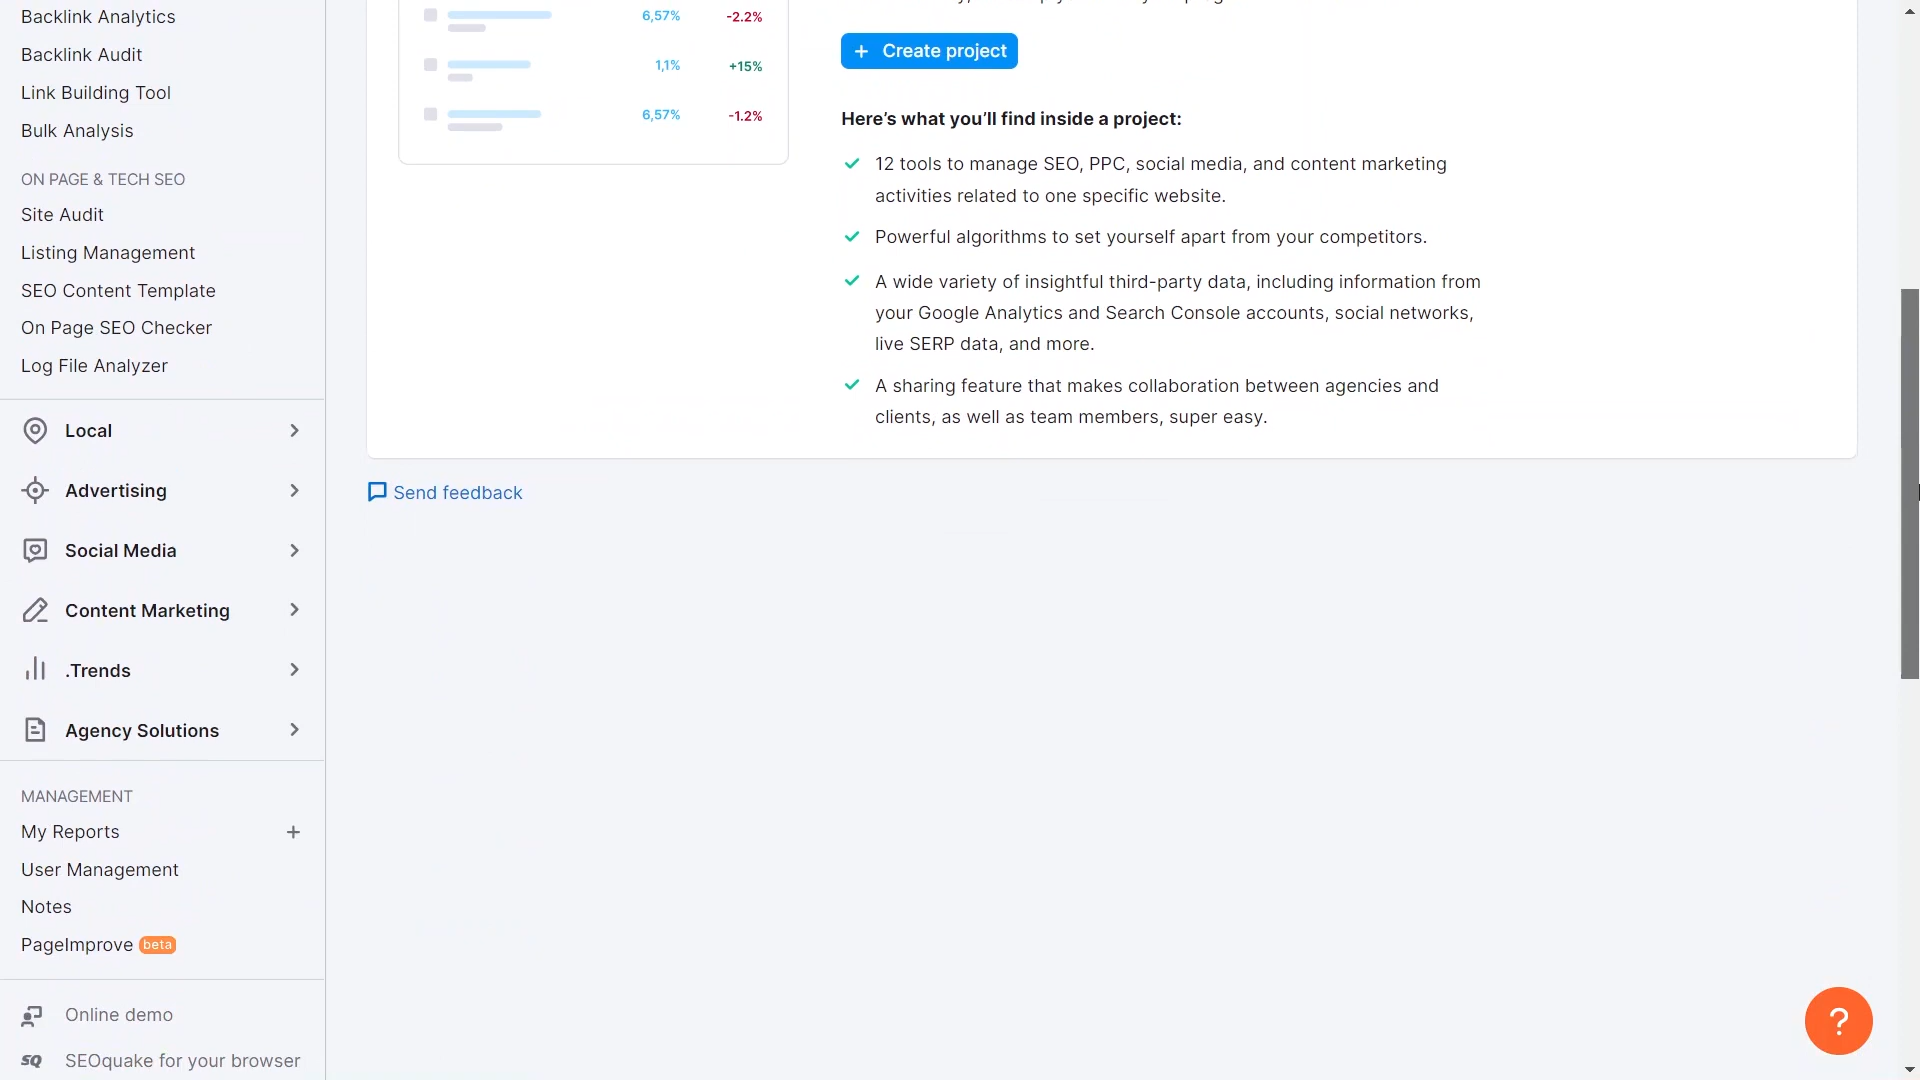 Backlink Analytics
Backlink Audit
Link Building Tool
Bulk Analysis
ON PAGE & TECH SEO
Site Audit
Listing Management
SEO Content Template
On Page SEO Checker
Log File Analyzer
Local
Advertising
Social Media
Content Marketing
.Trends
Agency Solutions
MANAGEMENT
My Reports
User Management
Notes
PageImprove beta
Online demo
SQ SEOquake for your browser
6,57% -2.2%
1,1% +15%
6,57% -1.2%
+ Create project
Here’s what you’ll find inside a project:
12 tools to manage SEO, PPC, social media, and content marketing
activities related to one specific website.
Powerful algorithms to set yourself apart from your competitors.
A wide variety of insightful third-party data, including information from
your Google Analytics and Search Console accounts, social networks,
live SERP data, and more.
A sharing feature that makes collaboration between agencies and
clients, as well as team members, super easy.
Send feedback
?